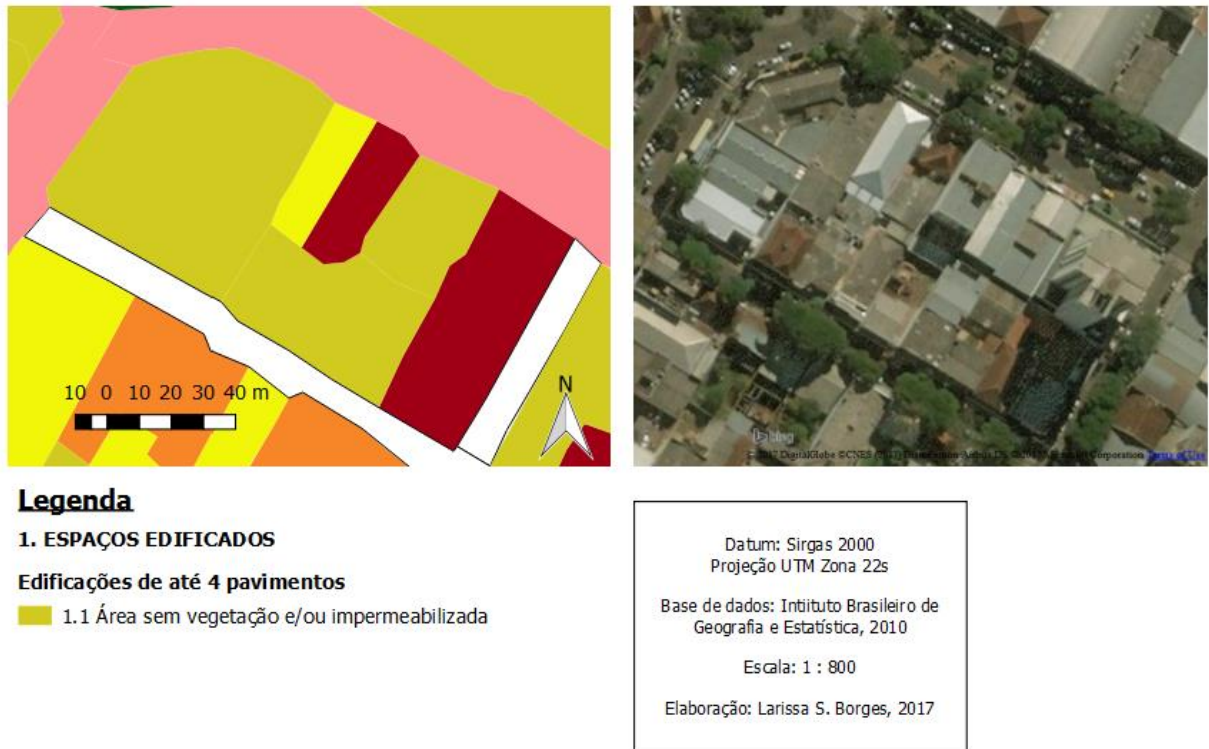 10 0 10 20 30 40 m
N
bing
Legenda
1. ESPAÇOS EDIFICADOS
Edificações de até 4 pavimentos
1.1 Área sem vegetação e/ou impermeabilizada
Datum: Sirgas 2000
Projeção UTM Zona 22s
Base de dados: Intituto Brasileiro de
Geografia e Estatística, 2010
Escala: 1 : 800
Elaboração: Larissa S. Borges, 2017